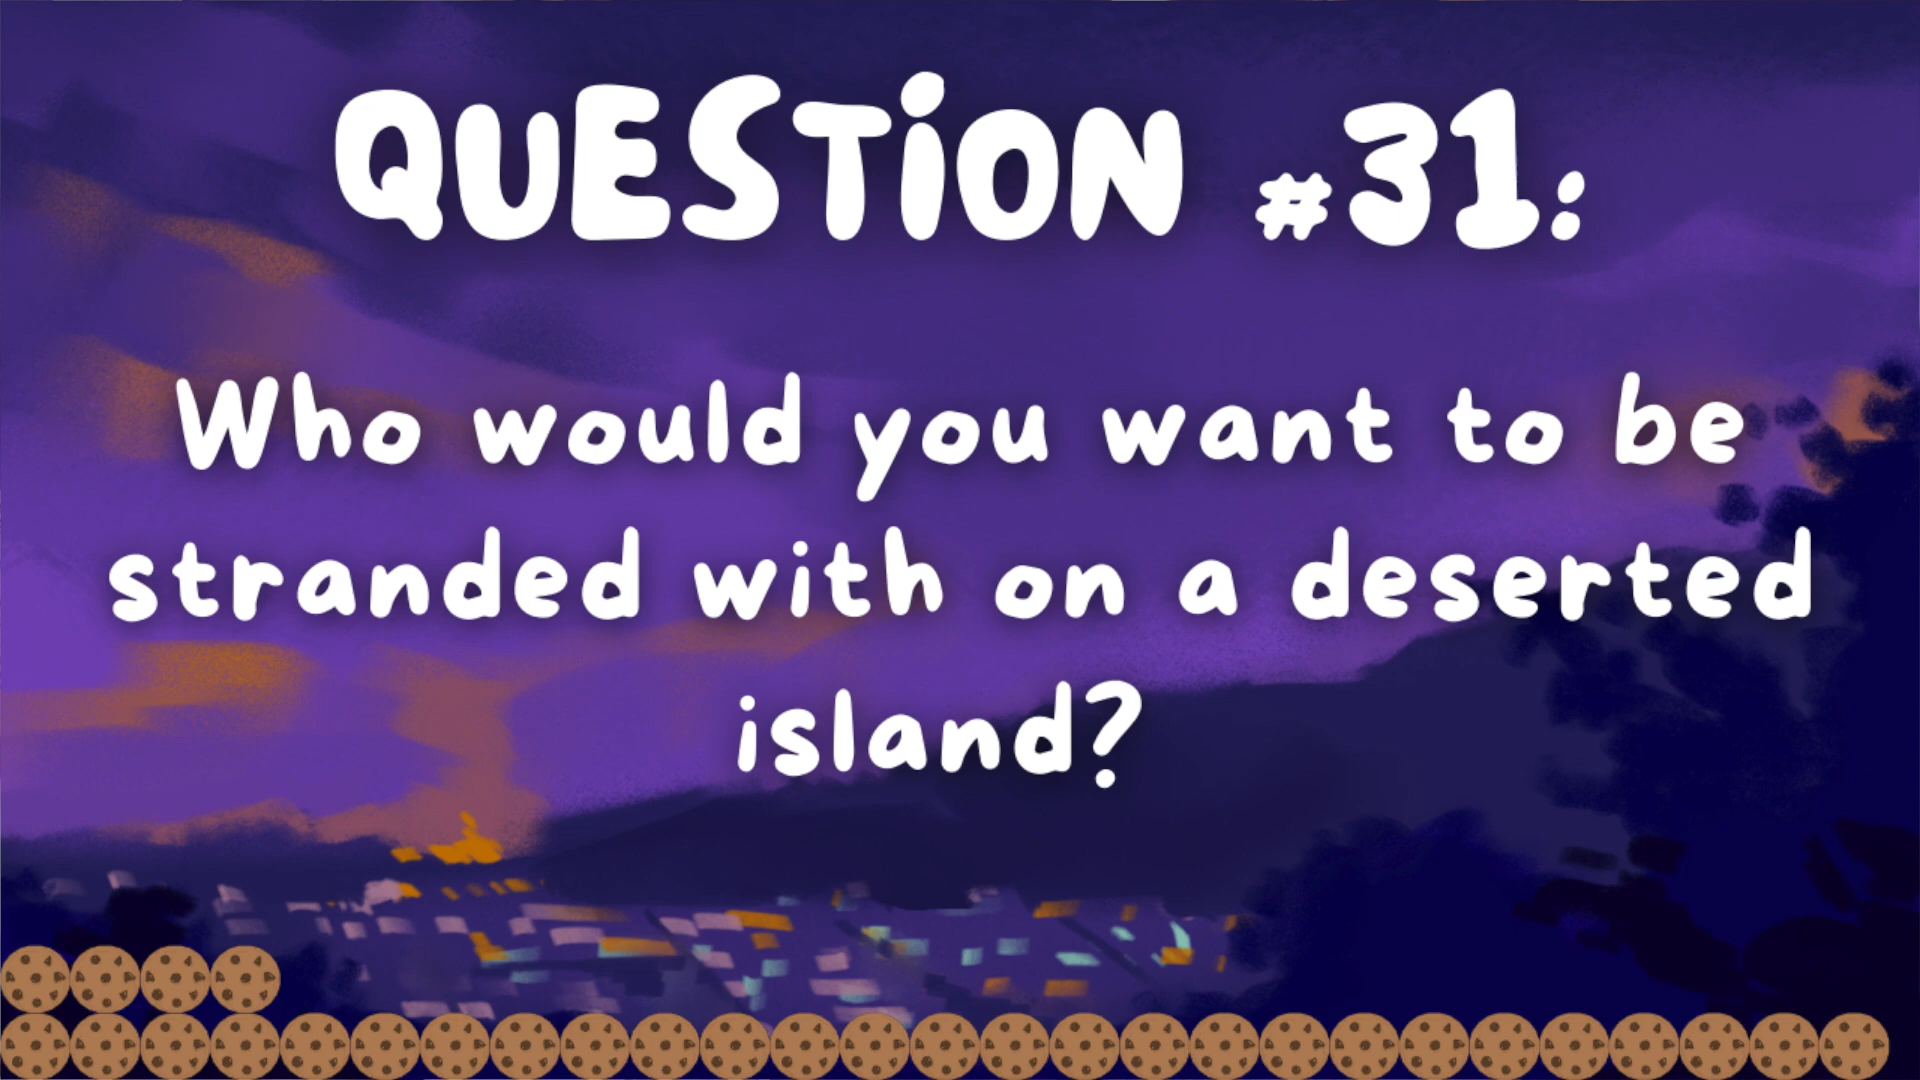 QUESTiON #31:
Who would you want to be
stranded with on a deserted
island?